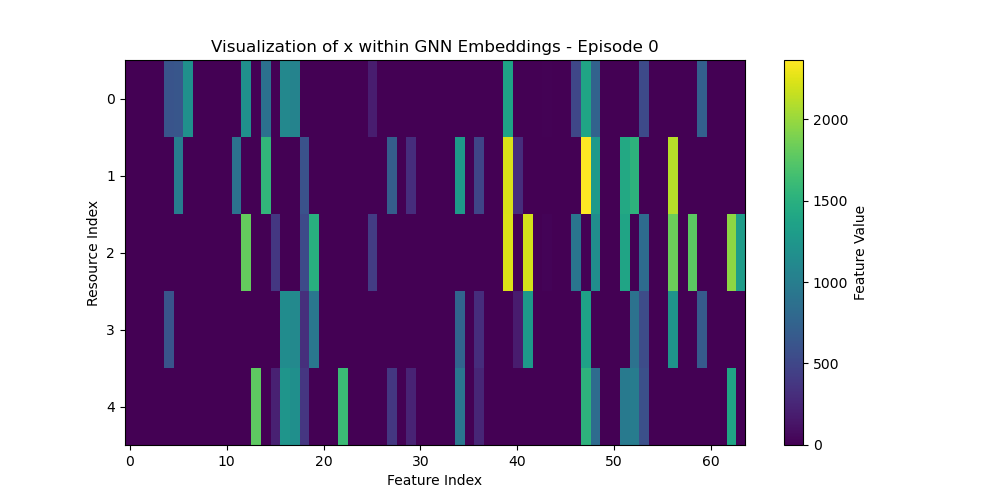 Visualization of x within GNN Embeddings - Episode 0
Resource Index
0
1
2
3
4
0 10 20 30 40 50 60
Feature Index
2000
1500
1000
500
0
Feature Value